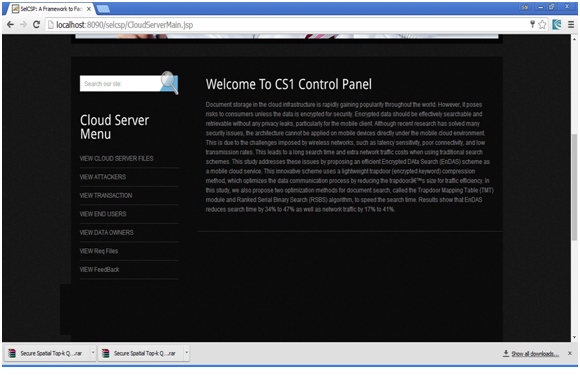 SelCSP: A Framework to Faci
localhost:8090/selcsp/CloudServerMain.jsp
Search our site:
Cloud Server
Menu
VIEW CLOUD SERVER FILES
VIEW ATTACKERS
VIEW TRANSACTION
VIEW END USERS
VIEW DATA OWNERS
VIEW Req Files
VIEW FeedBack
Welcome To CS1 Control Panel
Document storage in the cloud infrastructure is rapidly gaining popularity throughout the world. However, it poses
risks to consumers unless the data is encrypted for security. Encrypted data should be effectively searchable and
retrievable without any privacy leaks, particularly for the mobile client. Although recent research has solved many
security issues, the architecture cannot be applied on mobile devices directly under the mobile cloud environment.
This is due to the challenges imposed by wireless networks, such as latency sensitivity, poor connectivity, and low
transmission rates. This leads to a long search time and extra network traffic costs when using traditional search
schemes. This study addresses these issues by proposing an efficient Encrypted DAta Search (EnDAS) scheme as
a mobile cloud service. This innovative scheme uses a lightweight trapdoor (encrypted keyword) compression
method, which optimizes the data communication process by reducing the trapdoorâ€™s size for traffic efficiency. In
this study, we also propose two optimization methods for document search, called the Trapdoor Mapping Table (TMT)
module and Ranked Serial Binary Search (RSBS) algorithm, to speed the search time. Results show that EnDAS
reduces search time by 34% to 47% as well as network traffic by 17% to 41%.
Secure Spatial Top-k Q....rar
Secure Spatial Top-k Q....rar
Show all downloads...